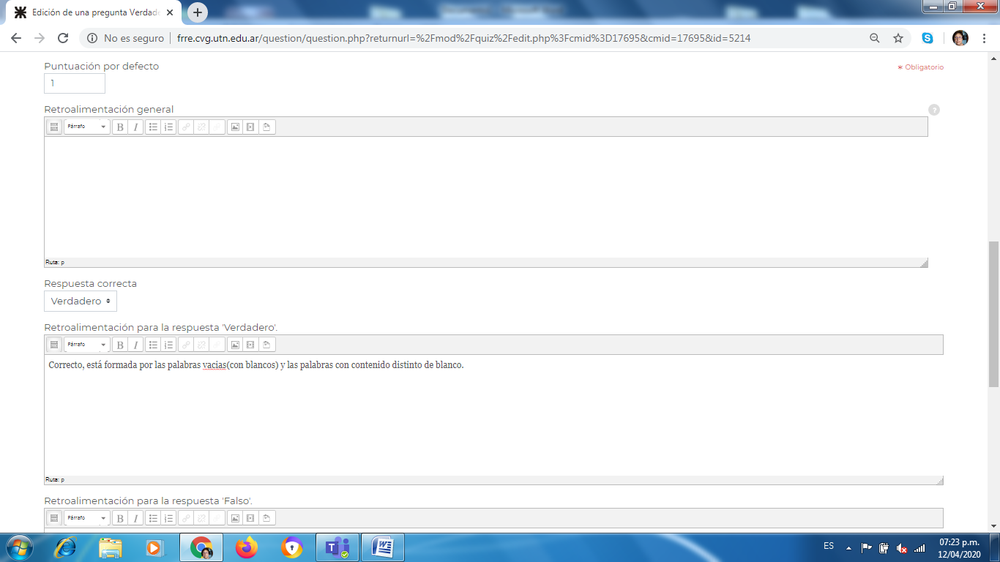 Edición de una pregunta Verdade
No es seguro
frre.cvg.utn.edu.ar/question/question.php?returnurl=%2Fmod%2Fquiz%2Fedit.php%3Fcmid%3D17695&cmid=17695&id=5214
Puntuación por defecto
Obligatorio
1
Retroalimentación general
Párrafo
B I
Ruta: p
Respuesta correcta
Verdadero
Retroalimentación para la respuesta 'Verdadero'.
Párrafo
B I
Correcto, está formada por las palabras vacias(con blancos) y las palabras con contenido distinto de blanco.
Ruta: p
Retroalimentación para la respuesta 'Falso'.
Párrafo
B I
ES
07:23 p.m.
12/04/2020